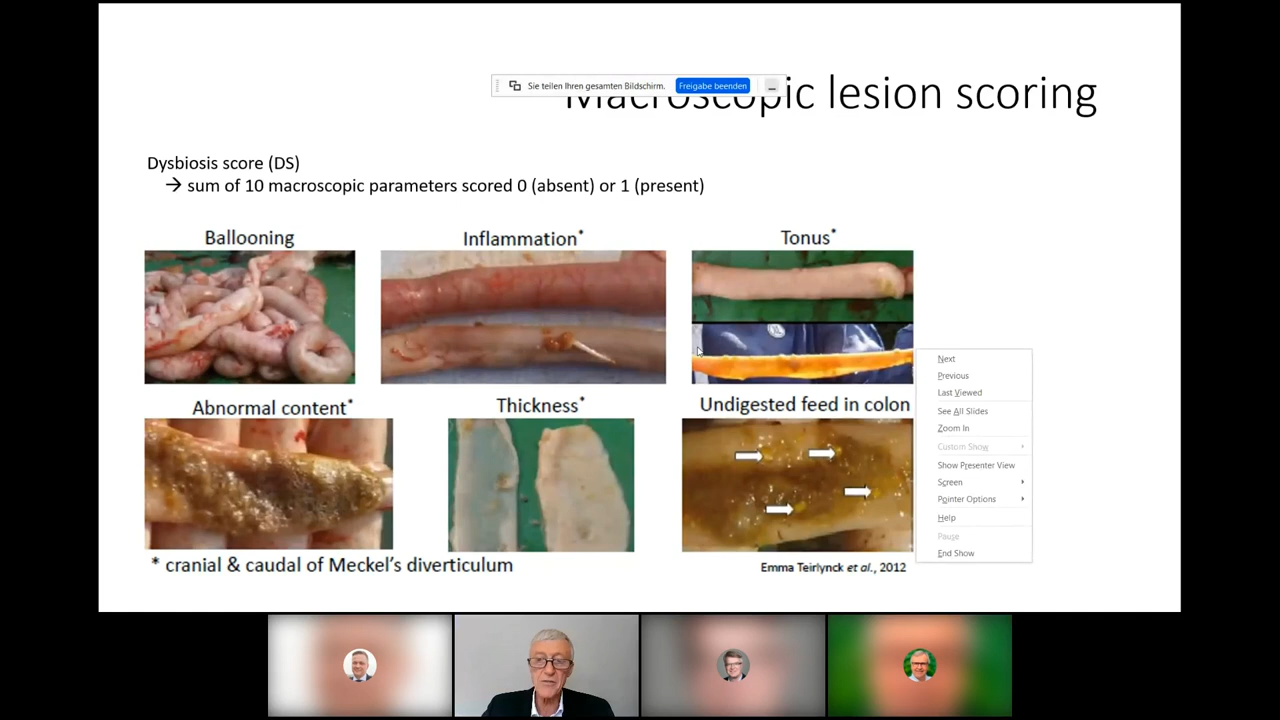 Sie teilen Ihren gesamten Bildschirm.
Freigabe beenden
Macroscopic lesion scoring
Dysbiosis score (DS)
→ sum of 10 macroscopic parameters scored 0 (absent) or 1 (present)
Ballooning
Inflammation*
Tonus*
Abnormal content*
Thickness*
Undigested feed in colon
* cranial & caudal of Meckel's diverticulum
Emma Teirlynck et al., 2012
Next
Previous
Last Viewed
See All Slides
Zoom In
Custom Show
Show Presenter View
Screen
Pointer Options
Help
Pause
End Show